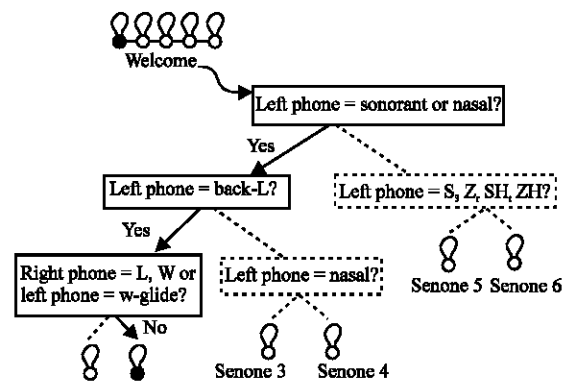 Welcome
Left phone = sonorant or nasal?
Yes
Left phone = back-L?
Left phone = S, Z, SH, ZH?
Yes
Right phone = L, W or
left phone = w-glide?
Left phone = nasal?
Senone 5 Senone 6
No
Senone 3 Senone 4